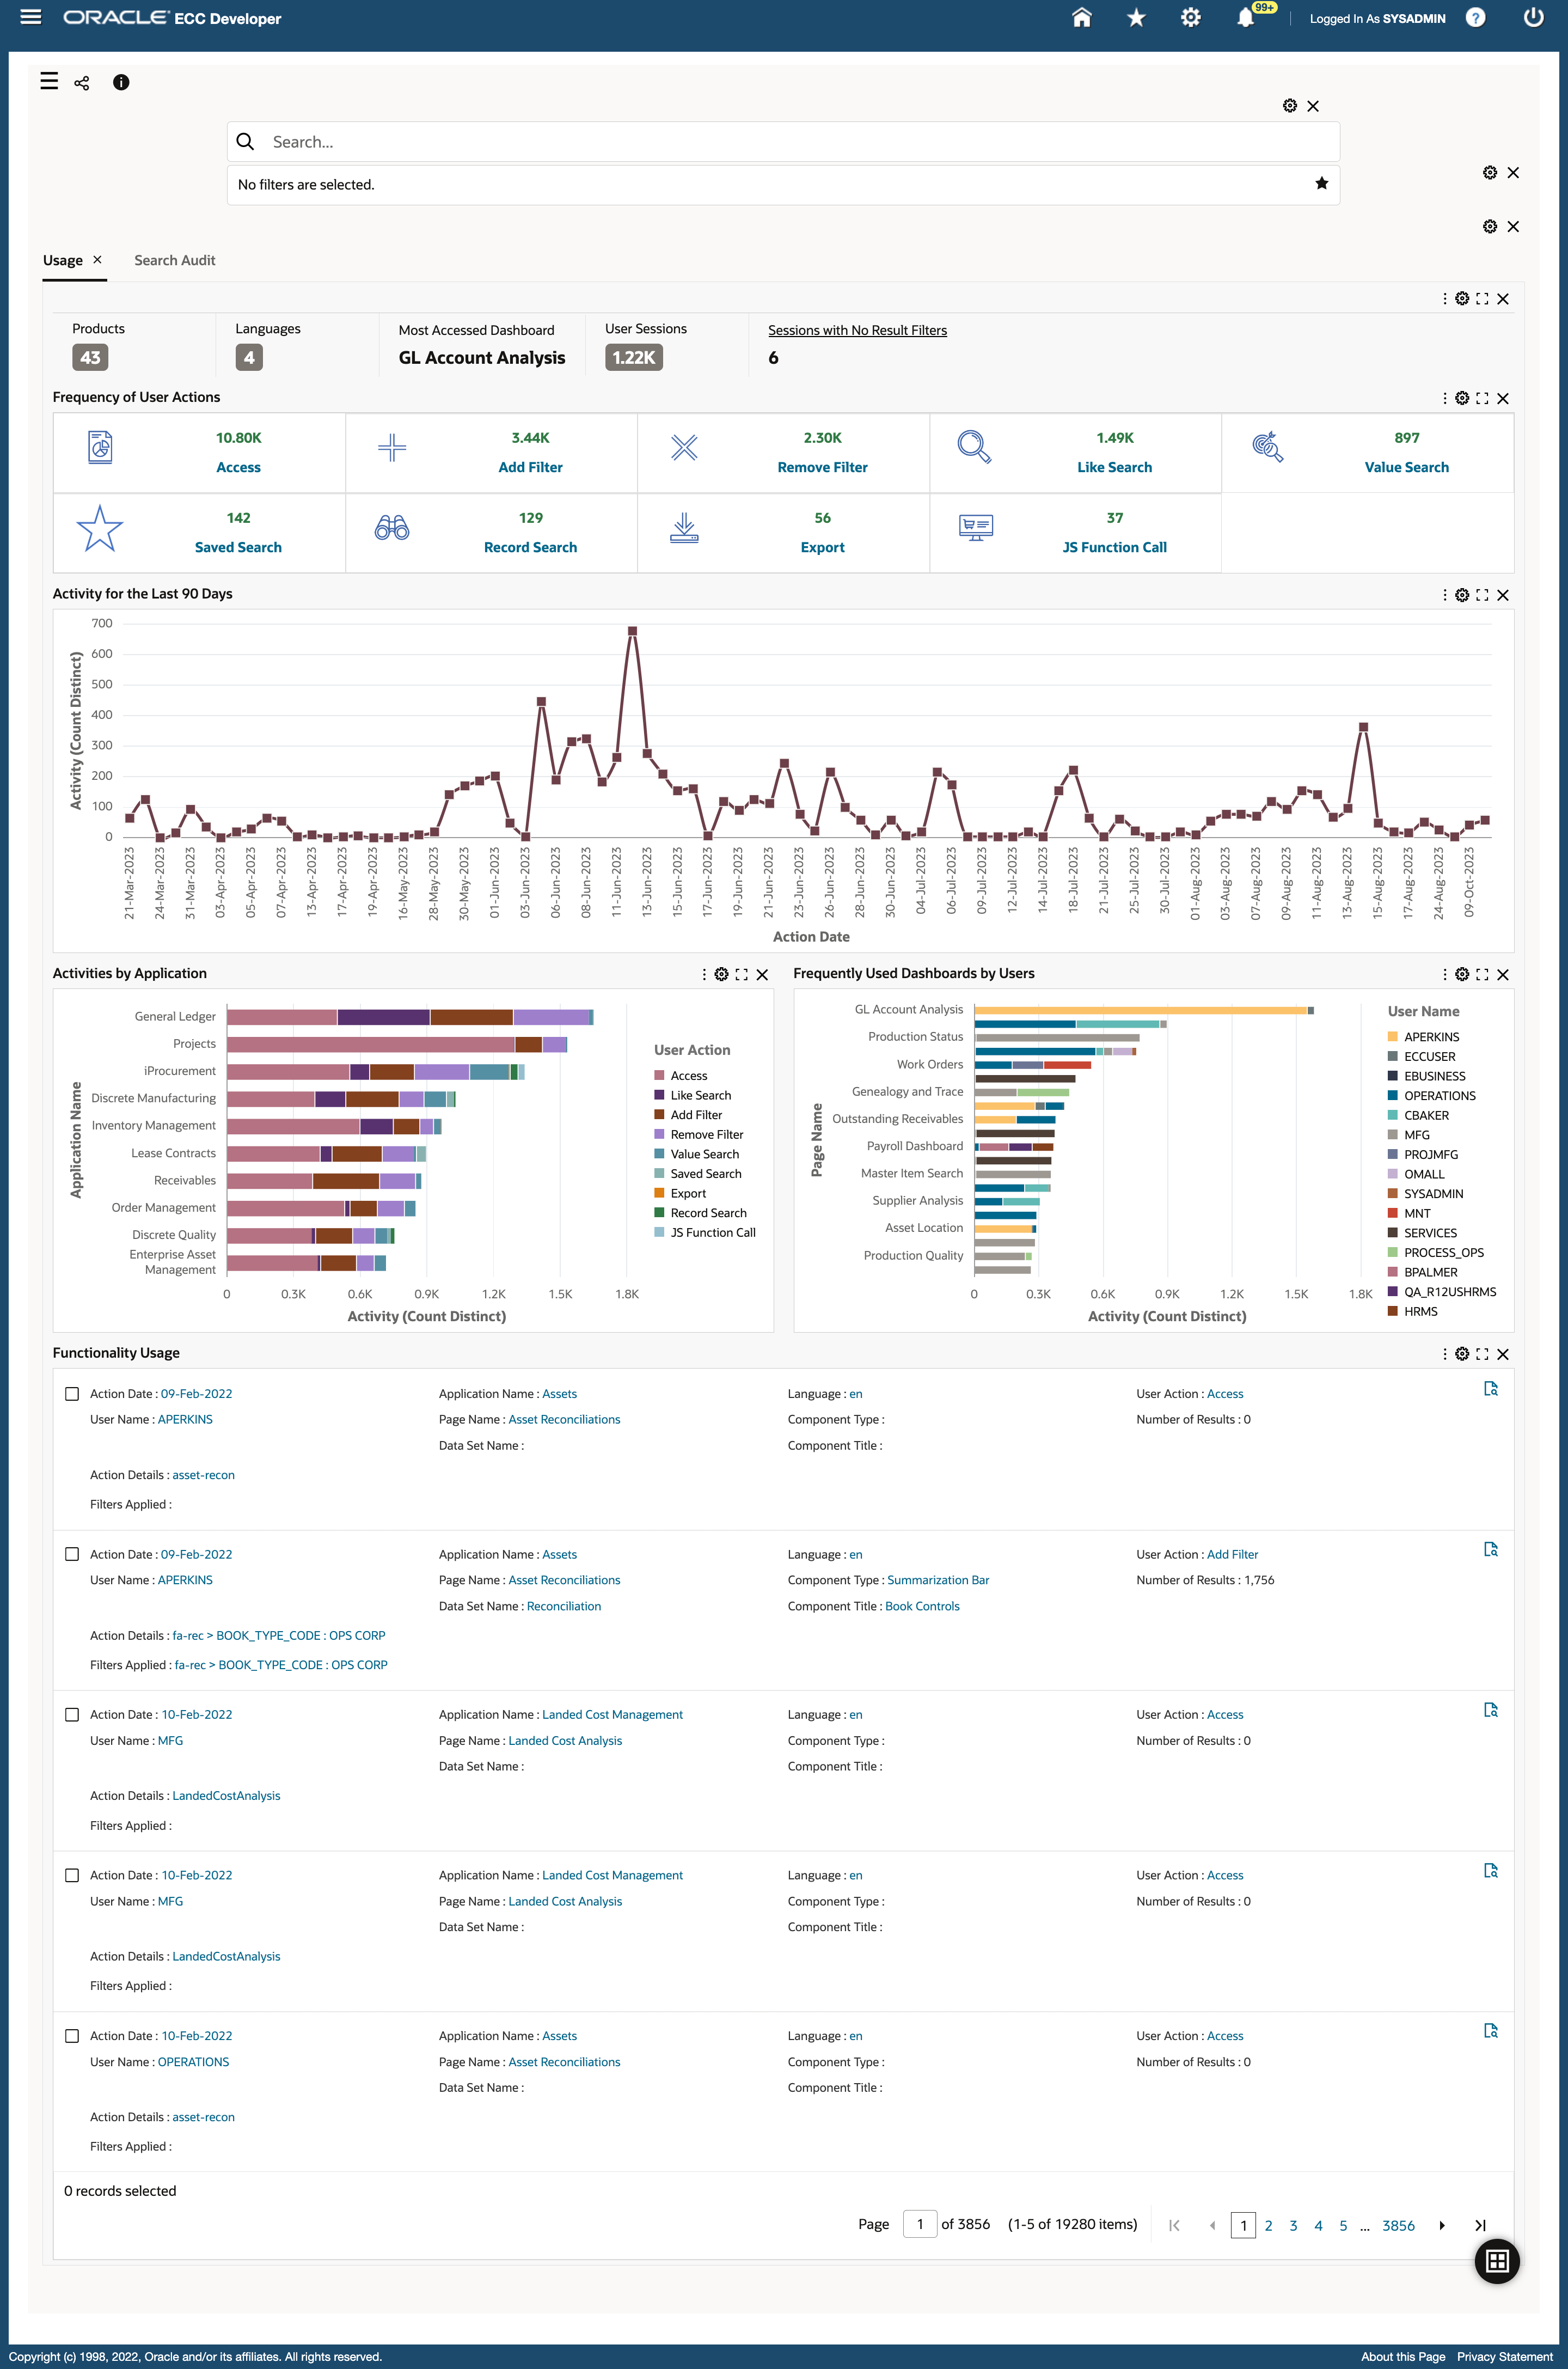 ORACLE ECC Developer
99+
Logged In As SYSADMIN
?
Search...
No filters are selected.
Usage
Search Audit
Products
43
Languages
4
Most Accessed Dashboard
GL Account Analysis
User Sessions
1.22K
Sessions with No Result Filters
6
Frequency of User Actions
10.80K
Access
3.44K
Add Filter
2.30K
Remove Filter
1.49K
Like Search
897
Value Search
142
Saved Search
129
Record Search
56
Export
37
JS Function Call
Activity for the Last 90 Days
Activity (Count Distinct)
700
600
500
400
300
200
100
0
21-Mar-2023
24-Mar-2023
31-Mar-2023
03-Apr-2023
05-Apr-2023
07-Apr-2023
13-Apr-2023
17-Apr-2023
19-Apr-2023
16-May-2023
28-May-2023
30-May-2023
01-Jun-2023
03-Jun-2023
06-Jun-2023
08-Jun-2023
11-Jun-2023
13-Jun-2023
15-Jun-2023
17-Jun-2023
19-Jun-2023
21-Jun-2023
23-Jun-2023
26-Jun-2023
28-Jun-2023
30-Jun-2023
04-Jul-2023
06-Jul-2023
09-Jul-2023
12-Jul-2023
14-Jul-2023
18-Jul-2023
21-Jul-2023
25-Jul-2023
30-Jul-2023
01-Aug-2023
03-Aug-2023
07-Aug-2023
09-Aug-2023
11-Aug-2023
13-Aug-2023
15-Aug-2023
17-Aug-2023
24-Aug-2023
09-Oct-2023
Action Date
Activities by Application
Application Name
General Ledger
Projects
iProcurement
Discrete Manufacturing
Inventory Management
Lease Contracts
Receivables
Order Management
Discrete Quality
Enterprise Asset
Management
0
0.3K
0.6K
0.9K
1.2K
1.5K
1.8K
Activity (Count Distinct)
User Action
Access
Like Search
Add Filter
Remove Filter
Value Search
Saved Search
Export
Record Search
JS Function Call
Frequently Used Dashboards by Users
Page Name
GL Account Analysis
Production Status
Work Orders
Genealogy and Trace
Outstanding Receivables
Payroll Dashboard
Master Item Search
Supplier Analysis
Asset Location
Production Quality
0
0.3K
0.6K
0.9K
1.2K
1.5K
1.8K
Activity (Count Distinct)
User Name
APERKINS
ECCUSER
EBUSINESS
OPERATIONS
CBAKER
MFG
PROJMFG
OMALL
SYSADMIN
MNT
SERVICES
PROCESS_OPS
BPALMER
QA_R12USHRMS
HRMS
Functionality Usage
Action Date : 09-Feb-2022
Application Name : Assets
Language : en
User Action : Access
User Name : APERKINS
Page Name : Asset Reconciliations
Component Type :
Number of Results : 0
Data Set Name :
Component Title :
Action Details : asset-recon
Filters Applied :
Action Date : 09-Feb-2022
Application Name : Assets
Language : en
User Action : Add Filter
User Name : APERKINS
Page Name : Asset Reconciliations
Component Type : Summarization Bar
Number of Results : 1,756
Data Set Name : Reconciliation
Component Title : Book Controls
Action Details : fa-rec > BOOK_TYPE_CODE : OPS CORP
Filters Applied : fa-rec > BOOK_TYPE_CODE : OPS CORP
Action Date : 10-Feb-2022
Application Name : Landed Cost Management
Language : en
User Action : Access
User Name : MFG
Page Name : Landed Cost Analysis
Component Type :
Number of Results : 0
Data Set Name :
Component Title :
Action Details : LandedCostAnalysis
Filters Applied :
Action Date : 10-Feb-2022
Application Name : Landed Cost Management
Language : en
User Action : Access
User Name : MFG
Page Name : Landed Cost Analysis
Component Type :
Number of Results : 0
Data Set Name :
Component Title :
Action Details : LandedCostAnalysis
Filters Applied :
Action Date : 10-Feb-2022
Application Name : Assets
Language : en
User Action : Access
User Name : OPERATIONS
Page Name : Asset Reconciliations
Component Type :
Number of Results : 0
Data Set Name :
Component Title :
Action Details : asset-recon
Filters Applied :
0 records selected
Page 1 of 3856 (1-5 of 19280 items) 1 2 3 4 5 ... 3856
Copyright (c) 1998, 2022, Oracle and/or its affiliates. All rights reserved.
About this Page Privacy Statement